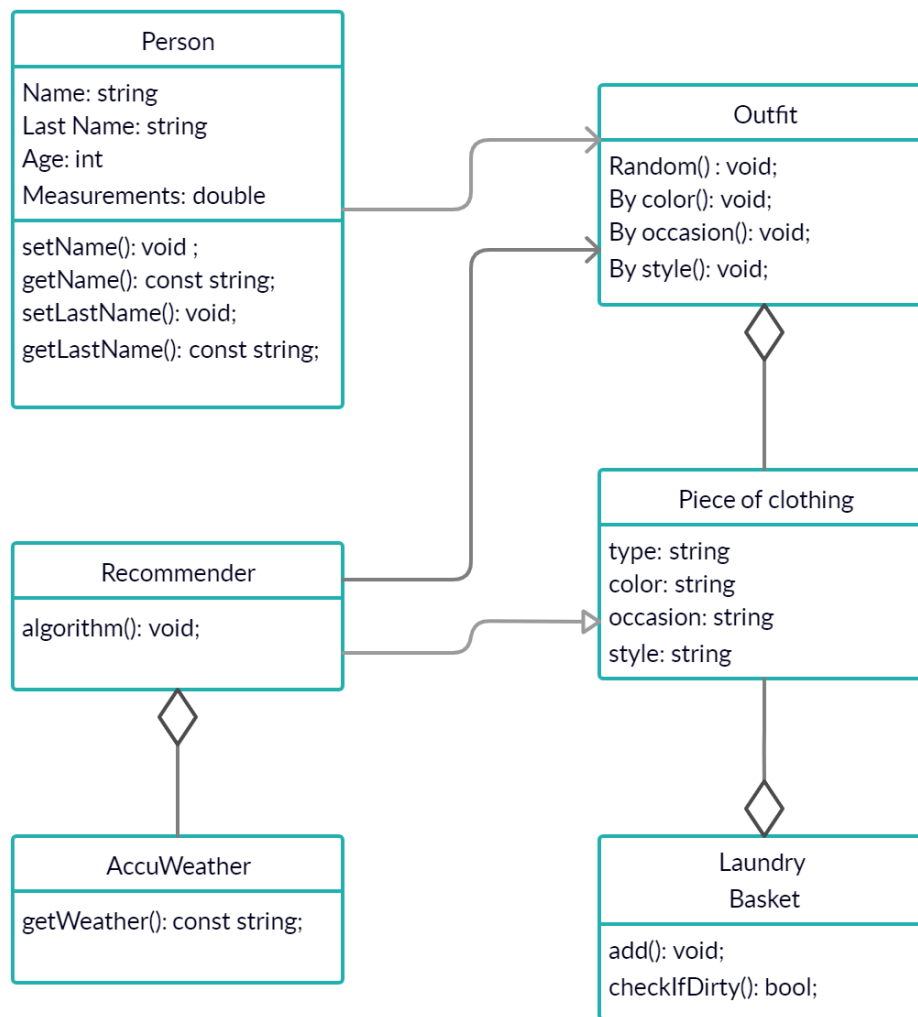 Person
Name: string
Last Name: string
Age: int
Measurements: double
setName(): void ;
getName(): const string;
setLastName(): void;
getLastName(): const string;
Outfit
Random() : void;
By color(): void;
By occasion(): void;
By style(): void;
Piece of clothing
type: string
color: string
occasion: string
style: string
Recommender
algorithm(): void;
AccuWeather
getWeather(): const string;
Laundry
Basket
add(): void;
checkIfDirty(): bool;